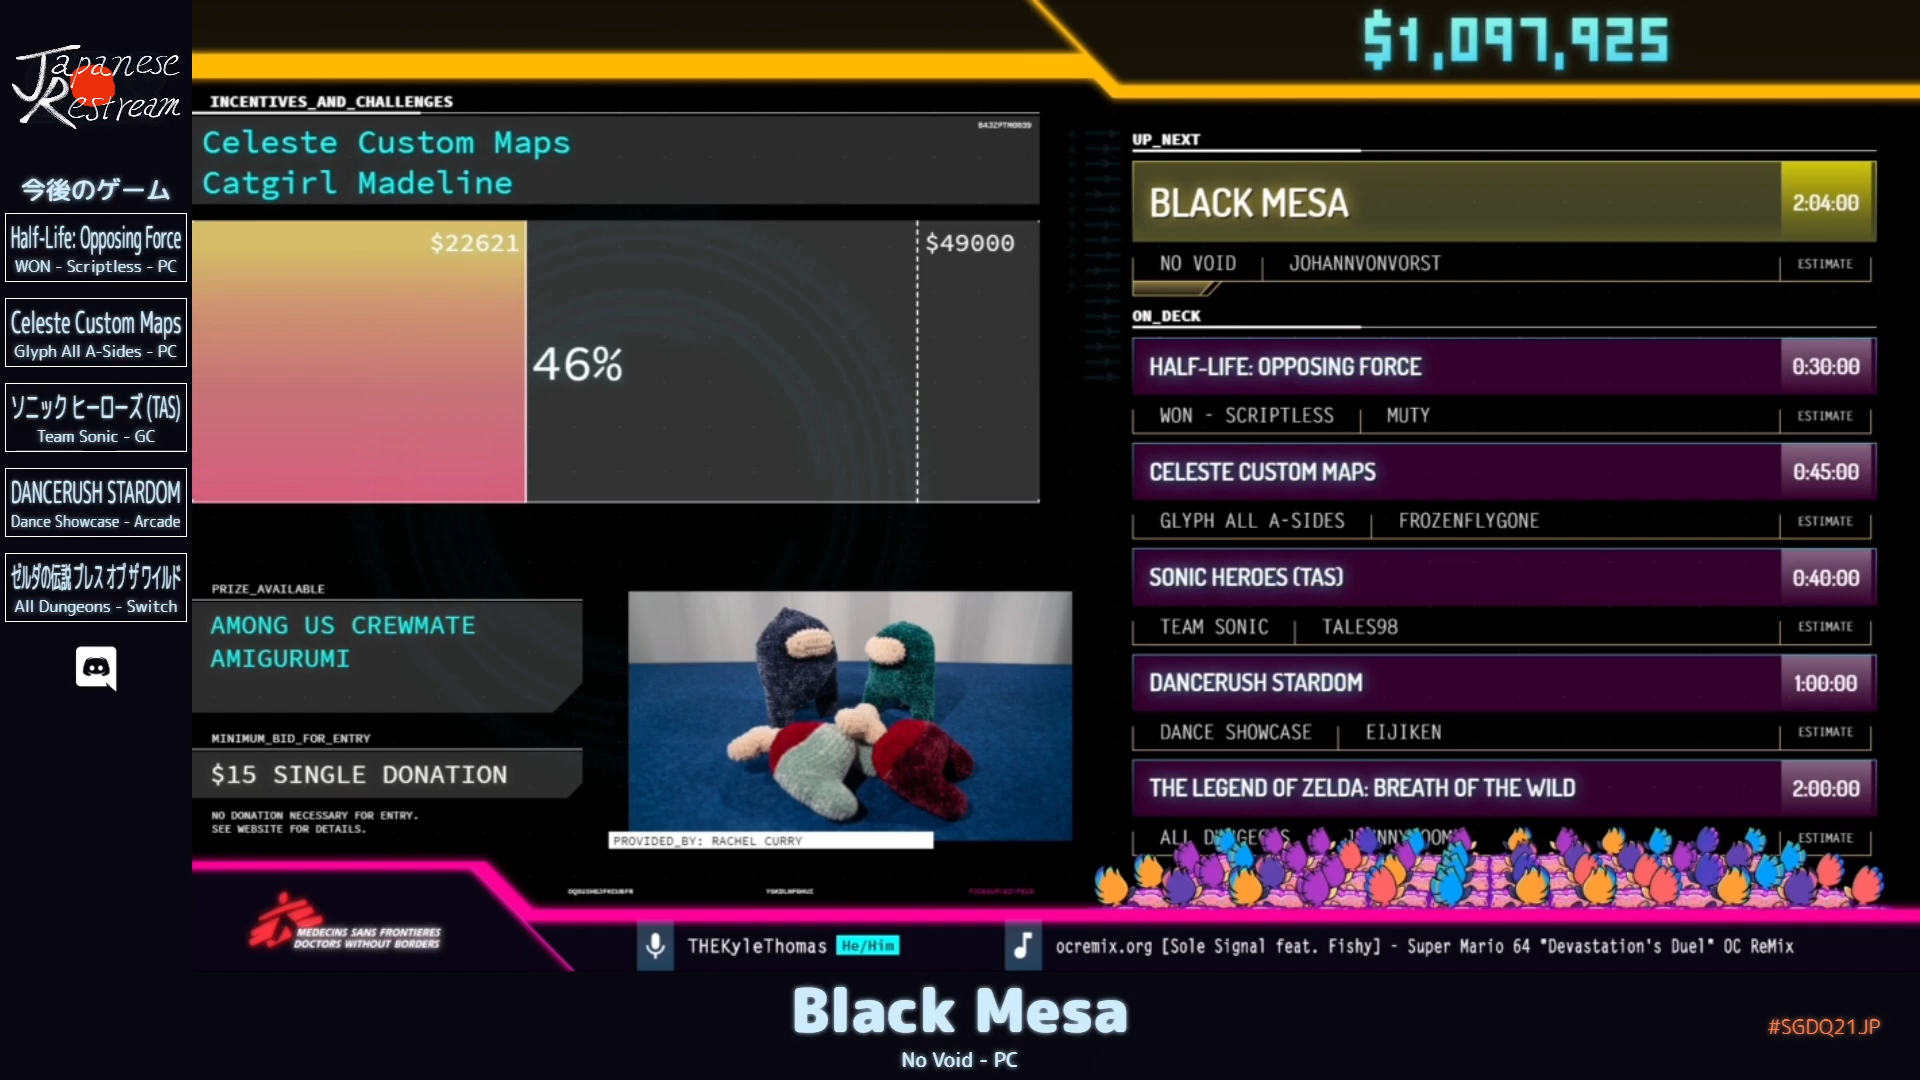 Japanese
Restream
今後のゲーム
Half-Life: Opposing Force
WON - Scriptless - PC
Celeste Custom Maps
Glyph All A-Sides - PC
ソニック ヒーローズ (TAS)
Team Sonic - GC
DANCERUSH STARDOM
Dance Showcase - Arcade
ゼルダの伝説 ブレス オブ ザ ワイルド
All Dungeons - Switch
$1,097,925
INCENTIVES_AND_CHALLENGES
Celeste Custom Maps
Catgirl Madeline
$22621
$49000
46%
PRIZE_AVAILABLE
AMONG US CREWMATE
AMIGURUMI
MINIMUM_BID_FOR_ENTRY
$15 SINGLE DONATION
NO DONATION NECESSARY FOR ENTRY.
SEE WEBSITE FOR DETAILS.
PROVIDED_BY: RACHEL CURRY
UP_NEXT
BLACK MESA
2:04:00
NO VOID
JOHANNVONVORST
ESTIMATE
ON_DECK
HALF-LIFE: OPPOSING FORCE
0:30:00
WON - SCRIPTLESS
MUTY
ESTIMATE
CELESTE CUSTOM MAPS
0:45:00
GLYPH ALL A-SIDES
FROZENFLYGONE
ESTIMATE
SONIC HEROES (TAS)
0:40:00
TEAM SONIC
TALES98
ESTIMATE
DANCERUSH STARDOM
1:00:00
DANCE SHOWCASE
EIJIKEN
ESTIMATE
THE LEGEND OF ZELDA: BREATH OF THE WILD
2:00:00
ALL
ESTIMATE
MEDECINS SANS FRONTIERES
DOCTORS WITHOUT BORDERS
THEKyleThomas He/Him
ocremix.org [Sole Signal feat. Fishy] - Super Mario 64 "Devastation's Duel" OC ReMix
Black Mesa
No Void - PC
#SGDQ21JP